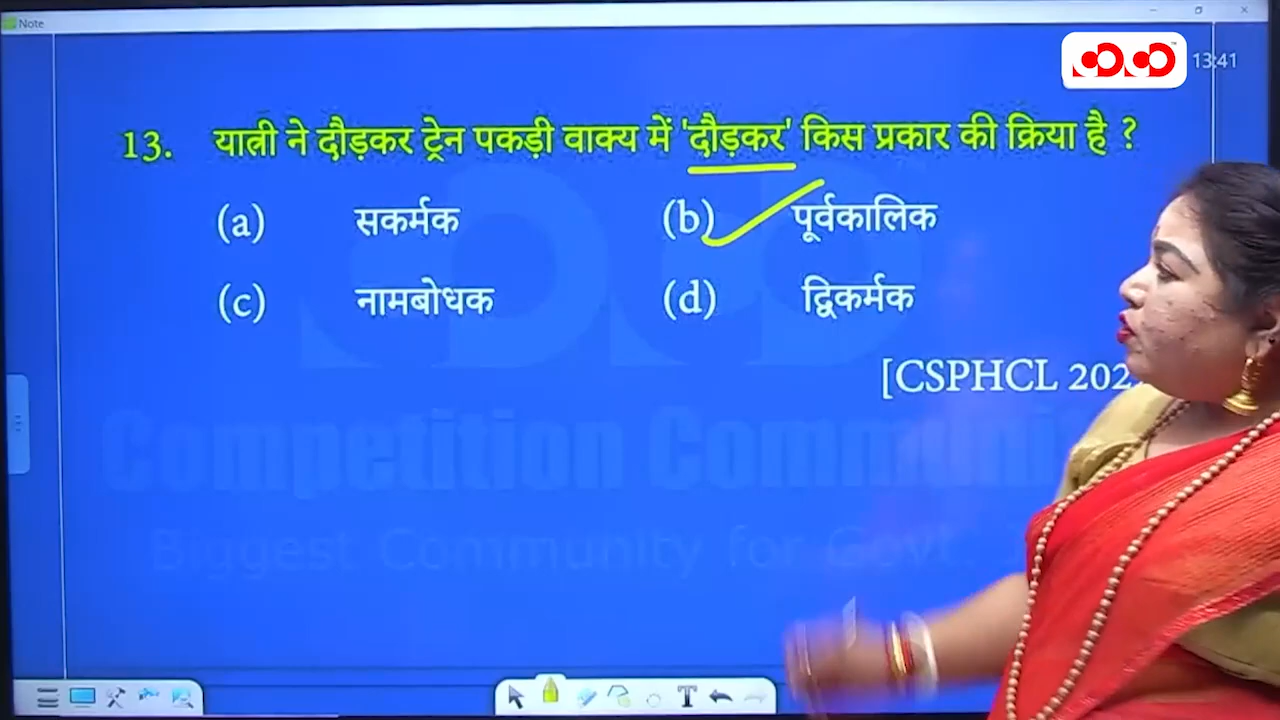 Note
13:41
13. यात्री ने दौड़कर ट्रेन पकड़ी वाक्य में 'दौड़कर' किस प्रकार की क्रिया है ?
(a) सकर्मक (b) पूर्वकालिक
(c) नामबोधक (d) द्विकर्मक
[CSPHCL 202
Competition Communi
Biggest Community for Govt.